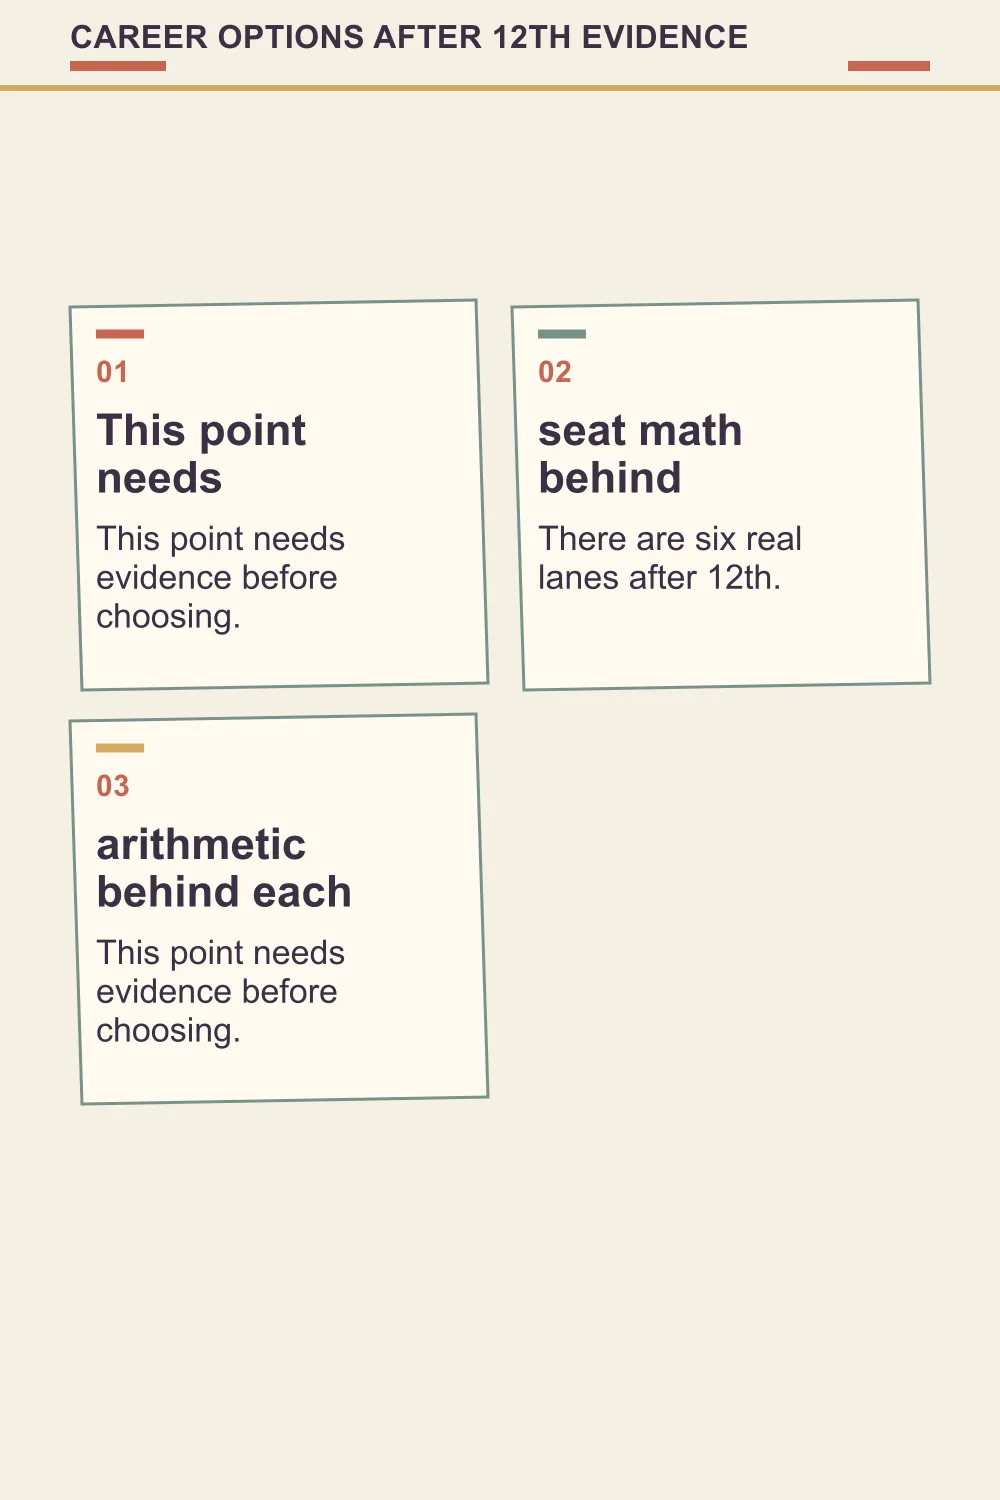 CAREER OPTIONS AFTER 12TH EVIDENCE
01
This point
needs
This point needs
evidence before
choosing.
02
seat math
behind
There are six real
lanes after 12th.
03
arithmetic
behind each
This point needs
evidence before
choosing.